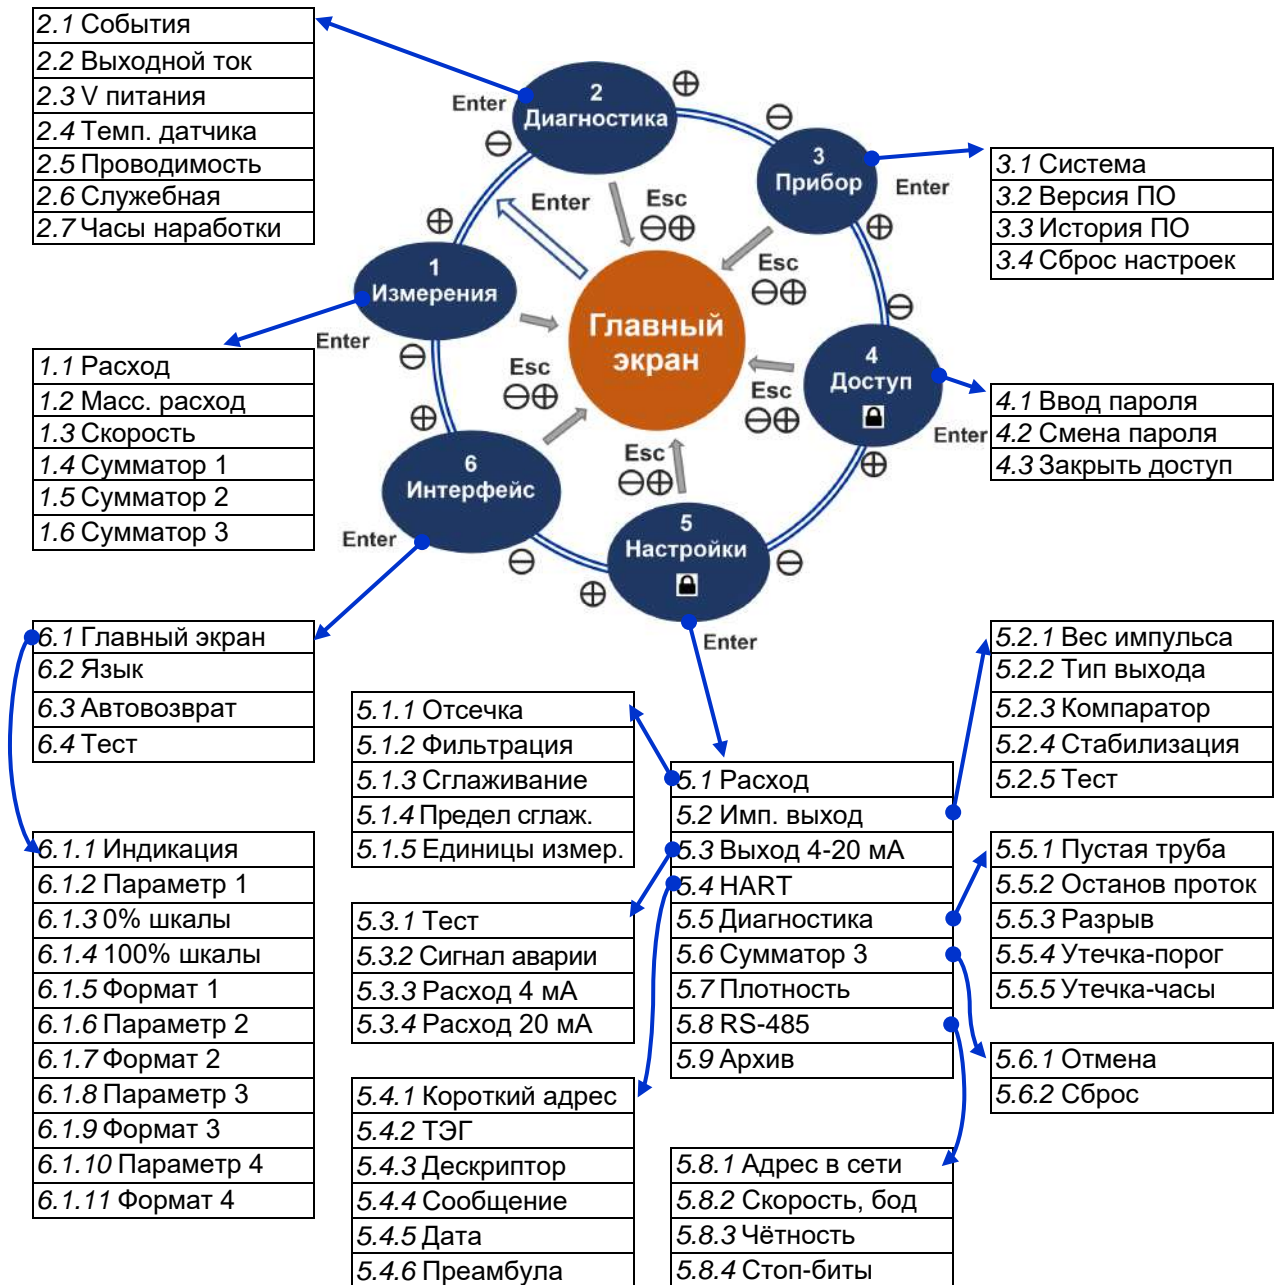 2.1 События
2.2 Выходной ток
2.3 V питания
2.4 Темп. датчика
2.5 Проводимость
2.6 Служебная
2.7 Часы наработки
Enter
2
Диагностика
⊕
⊖
⊖
3
Прибор
Enter
3.1 Система
3.2 Версия ПО
3.3 История ПО
3.4 Сброс настроек
Enter
Esc
⊖⊕
⊕
⊕
Esc
⊖⊕
1
Измерения
Enter
⊖
Главный
экран
⊖
4
Доступ
Enter
⊕
Esc
⊖⊕
Esc
⊖⊕
1.1 Расход
1.2 Масс. расход
1.3 Скорость
1.4 Сумматор 1
1.5 Сумматор 2
1.6 Сумматор 3
4.1 Ввод пароля
4.2 Смена пароля
4.3 Закрыть доступ
⊕
6
Интерфейс
Enter
⊖
Esc
⊖⊕
5
Настройки
⊖
⊕
Enter
6.1 Главный экран
6.2 Язык
6.3 Автовозврат
6.4 Тест
5.1.1 Отсечка
5.1.2 Фильтрация
5.1.3 Сглаживание
5.1.4 Предел сглаж.
5.1.5 Единицы измер.
5.1 Расход
5.2 Имп. выход
5.3 Выход 4-20 мА
5.4 HART
5.5 Диагностика
5.6 Сумматор 3
5.7 Плотность
5.8 RS-485
5.9 Архив
5.2.1 Вес импульса
5.2.2 Тип выхода
5.2.3 Компаратор
5.2.4 Стабилизация
5.2.5 Тест
6.1.1 Индикация
6.1.2 Параметр 1
6.1.3 0% шкалы
6.1.4 100% шкалы
6.1.5 Формат 1
6.1.6 Параметр 2
6.1.7 Формат 2
6.1.8 Параметр 3
6.1.9 Формат 3
6.1.10 Параметр 4
6.1.11 Формат 4
5.3.1 Тест
5.3.2 Сигнал аварии
5.3.3 Расход 4 мА
5.3.4 Расход 20 мА
5.5.1 Пустая труба
5.5.2 Останов проток
5.5.3 Разрыв
5.5.4 Утечка-порог
5.5.5 Утечка-часы
5.6.1 Отмена
5.6.2 Сброс
5.4.1 Короткий адрес
5.4.2 ТЭГ
5.4.3 Дескриптор
5.4.4 Сообщение
5.4.5 Дата
5.4.6 Преамбула
5.8.1 Адрес в сети
5.8.2 Скорость, бод
5.8.3 Чётность
5.8.4 Стоп-биты